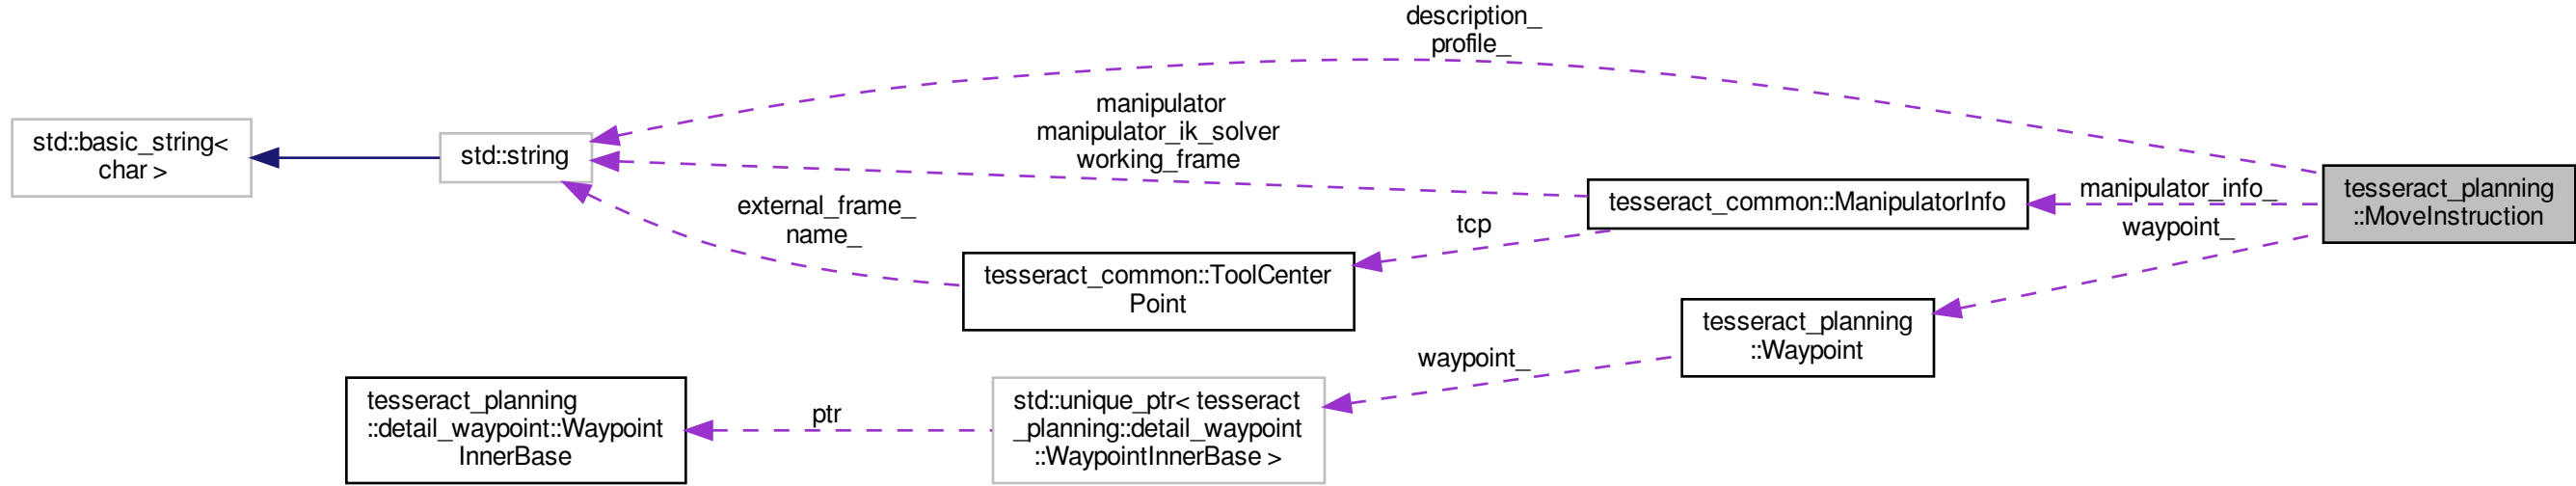 description_
profile_
manipulator
manipulator_ik_solver
working_frame
std::basic_string<
char >
std::string
external_frame_
name_
tcp
tesseract_common::ManipulatorInfo
manipulator_info_
waypoint_
tesseract_planning
::MoveInstruction
tesseract_common::ToolCenter
Point
tesseract_planning
::Waypoint
waypoint_
tesseract_planning
::detail_waypoint::Waypoint
InnerBase
ptr
std::unique_ptr< tesseract
_planning::detail_waypoint
::WaypointInnerBase >